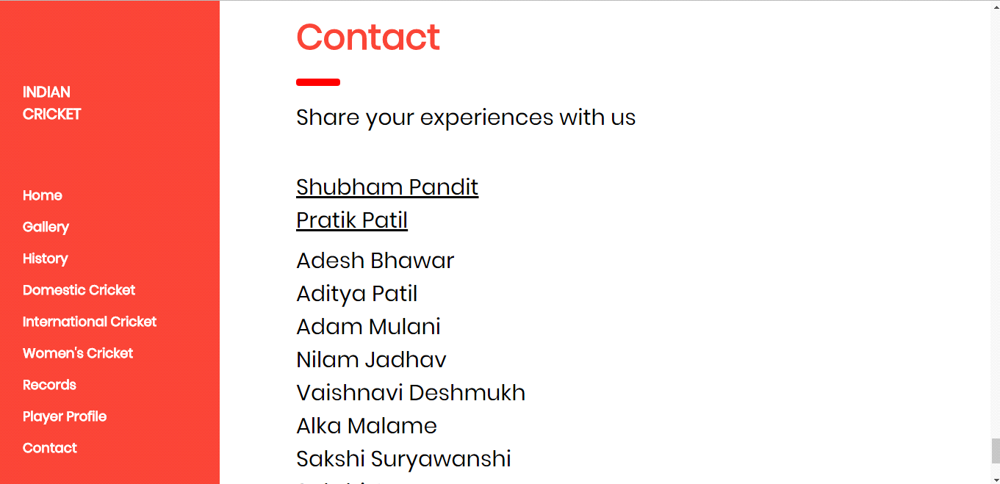 INDIAN
CRICKET
Home
Gallery
History
Domestic Cricket
International Cricket
Women's Cricket
Records
Player Profile
Contact
Contact
Share your experiences with us
Shubham Pandit
Pratik Patil
Adesh Bhawar
Aditya Patil
Adam Mulani
Nilam Jadhav
Vaishnavi Deshmukh
Alka Malame
Sakshi Suryawanshi